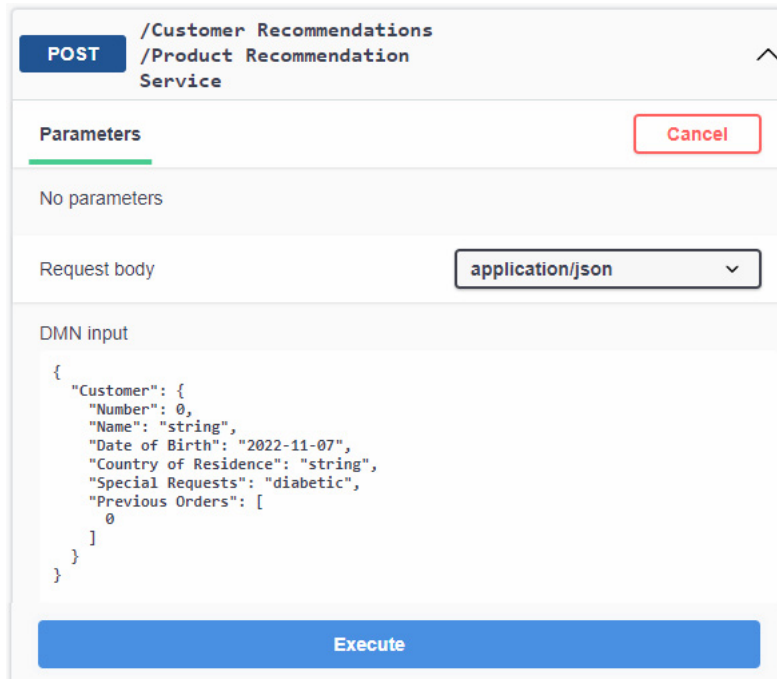 POST
/Customer Recommendations
/Product Recommendation
Service
Parameters
Cancel
No parameters
Request body
application/json
DMN input
{
  "Customer": {
    "Number": 0,
    "Name": "string",
    "Date of Birth": "2022-11-07",
    "Country of Residence": "string",
    "Special Requests": "diabetic",
    "Previous Orders": [
      0
    ]
  }
}
Execute